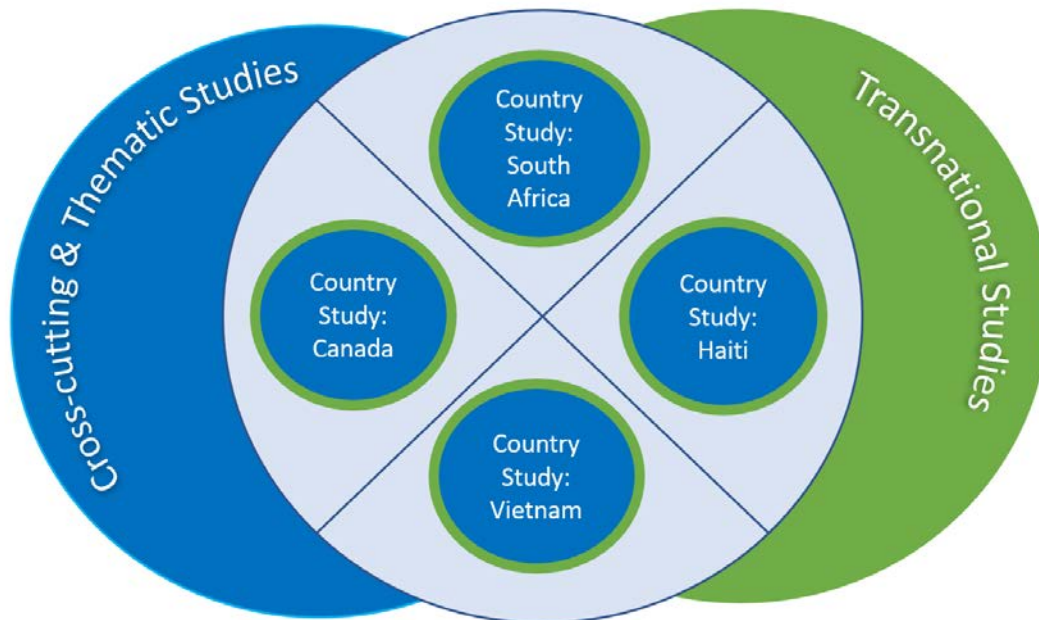 Cross-cutting & Thematic Studies
Country
Study:
South
Africa
Transnational Studies
Country
Study:
Canada
Country
Study:
Haiti
Country
Study:
Vietnam